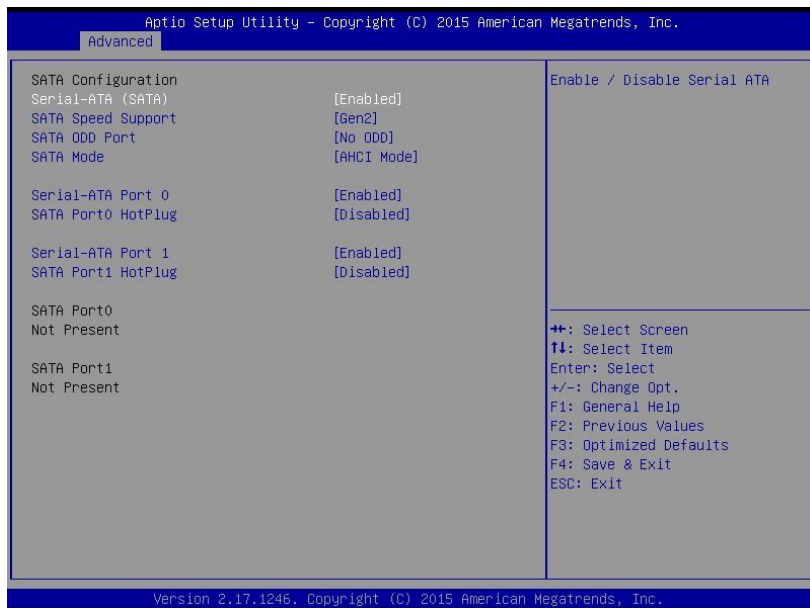 Aptio Setup Utility - Copyright (C) 2015 American Megatrends, Inc.
Advanced
SATA Configuration
Serial-ATA (SATA) [Enabled]
SATA Speed Support [Gen2]
SATA ODD Port [No ODD]
SATA Mode [AHCI Mode]
Serial-ATA Port 0 [Enabled]
SATA Port0 HotPlug [Disabled]
Serial-ATA Port 1 [Enabled]
SATA Port1 HotPlug [Disabled]
SATA Port0
Not Present
SATA Port1
Not Present
Enable / Disable Serial ATA
→←: Select Screen
↑↓: Select Item
Enter: Select
+/-: Change Opt.
F1: General Help
F2: Previous Values
F3: Optimized Defaults
F4: Save & Exit
ESC: Exit
Version 2.17.1246. Copyright (C) 2015 American Megatrends, Inc.